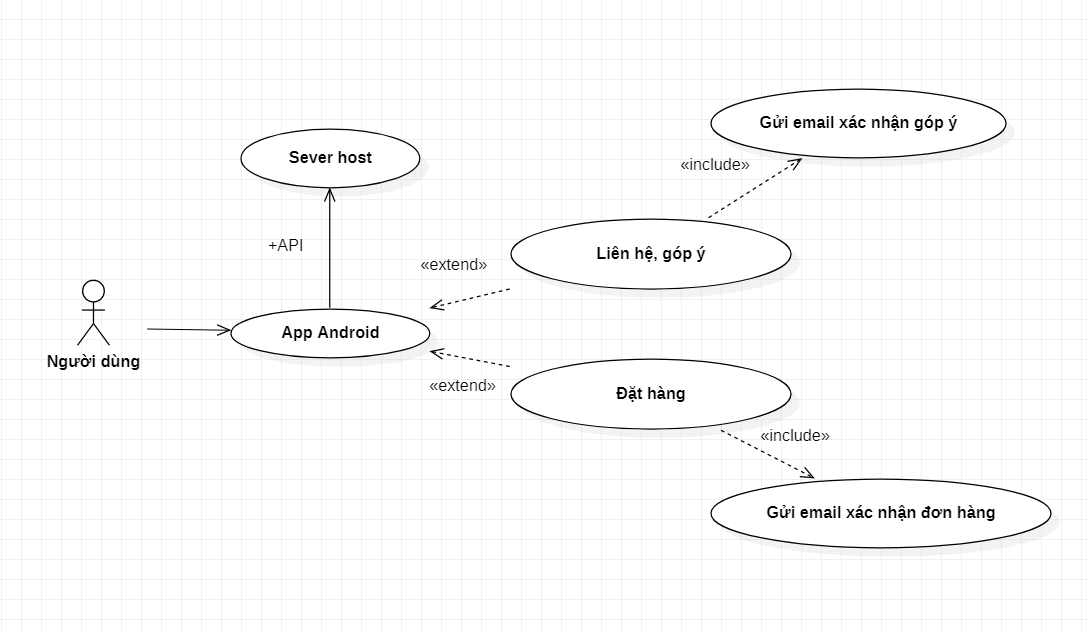 Gửi email xác nhận góp ý
Sever host
«include»
+API
Liên hệ, góp ý
«extend»
App Android
Người dùng
«extend»
Đặt hàng
«include»
Gửi email xác nhận đơn hàng